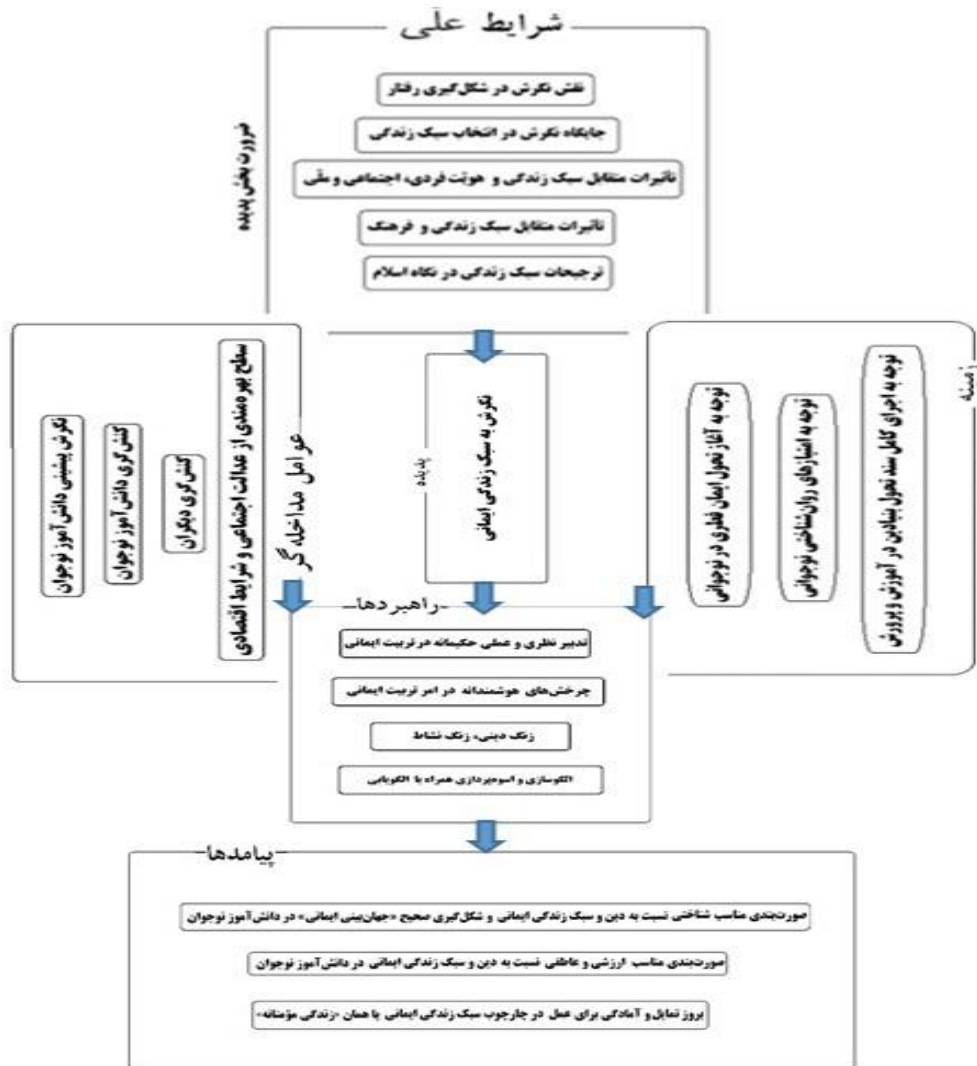 شرایط علّی
ضرورت بخش پدیده
نقش نگرش در شکل‌گیری رفتار
جایگاه نگرش در انتخاب سبک زندگی
تأثیرات متقابل سبک زندگی و هویّت فردی، اجتماعی و ملّی
تأثیرات متقابل سبک زندگی و فرهنگ
ترجیحات سبک زندگی در نگاه اسلام
زمینه
توجه به اجرای کامل سند تحول بنیادین در آموزش و پرورش
توجه به امتیازهای روان‌شناختی نوجوانی
توجه به آغاز تحول ایمان فطری در نوجوانی
پدیده
نگرش به سبک زندگی ایمانی
عوامل مداخله‌گر
سطح بهره‌مندی از عدالت اجتماعی و شرایط اقتصادی
کنش‌گری دیگران
کنش‌گری دانش‌آموز نوجوان
نگرش پیشینی دانش‌آموز نوجوان
راهبردها
تدبیر نظری و عملی حکیمانه در تربیت ایمانی
چرخش‌های هوشمندانه در امر تربیت ایمانی
زنگ دینی، زنگ نشاط
الگوسازی و اسوه‌پردازی همراه با الگویابی
پیامدها
صورت‌بندی مناسب شناختی نسبت به دین و سبک زندگی ایمانی و شکل‌گیری صحیح «جهان‌بینی ایمانی» در دانش‌آموز نوجوان
صورت‌بندی مناسب ارزشی و عاطفی نسبت به دین و سبک زندگی ایمانی در دانش‌آموز نوجوان
بروز تمایل و آمادگی برای عمل در چارچوب سبک زندگی ایمانی یا همان «زندگی مؤمنانه»